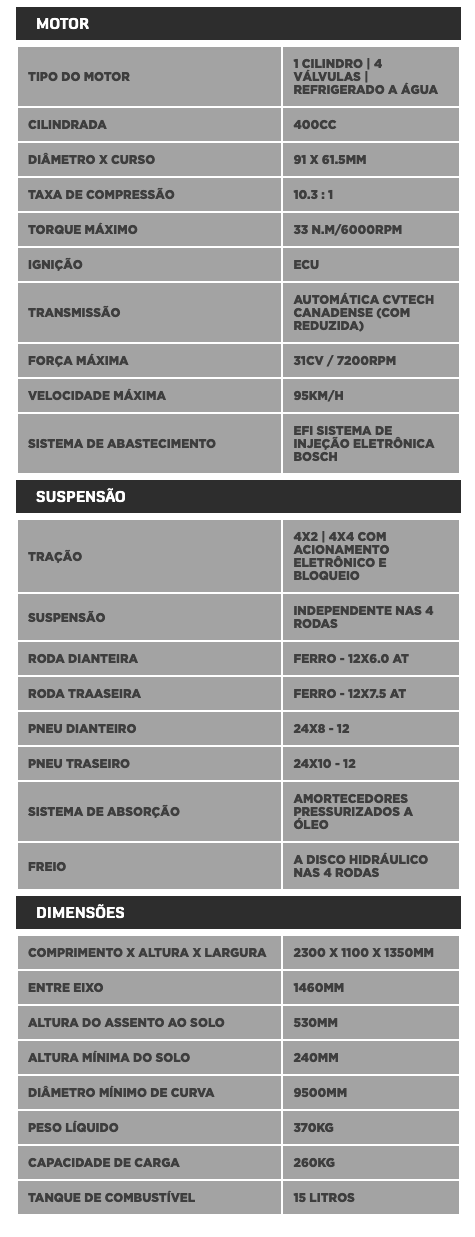 MOTOR
TIPO DO MOTOR
1 CILINDRO | 4
VÁLVULAS |
REFRIGERADO A ÁGUA
CILINDRADA
400CC
DIÂMETRO X CURSO
91 X 61.5MM
TAXA DE COMPRESSÃO
10.3 : 1
TORQUE MÁXIMO
33 N.M/6000RPM
IGNIÇÃO
ECU
TRANSMISSÃO
AUTOMÁTICA CVTECH
CANADENSE (COM
REDUZIDA)
FORÇA MÁXIMA
31CV / 7200RPM
VELOCIDADE MÁXIMA
95KM/H
SISTEMA DE ABASTECIMENTO
EFI SISTEMA DE
INJEÇÃO ELETRÔNICA
BOSCH
SUSPENSÃO
TRAÇÃO
4X2 | 4X4 COM
ACIONAMENTO
ELETRÔNICO E
BLOQUEIO
SUSPENSÃO
INDEPENDENTE NAS 4
RODAS
RODA DIANTEIRA
FERRO - 12X6.0 AT
RODA TRAASEIRA
FERRO - 12X7.5 AT
PNEU DIANTEIRO
24X8 - 12
PNEU TRASEIRO
24X10 - 12
SISTEMA DE ABSORÇÃO
AMORTECEDORES
PRESSURIZADOS A
ÓLEO
FREIO
A DISCO HIDRÁULICO
NAS 4 RODAS
DIMENSÕES
COMPRIMENTO X ALTURA X LARGURA
2300 X 1100 X 1350MM
ENTRE EIXO
1460MM
ALTURA DO ASSENTO AO SOLO
530MM
ALTURA MÍNIMA DO SOLO
240MM
DIÂMETRO MÍNIMO DE CURVA
9500MM
PESO LÍQUIDO
370KG
CAPACIDADE DE CARGA
260KG
TANQUE DE COMBUSTÍVEL
15 LITROS